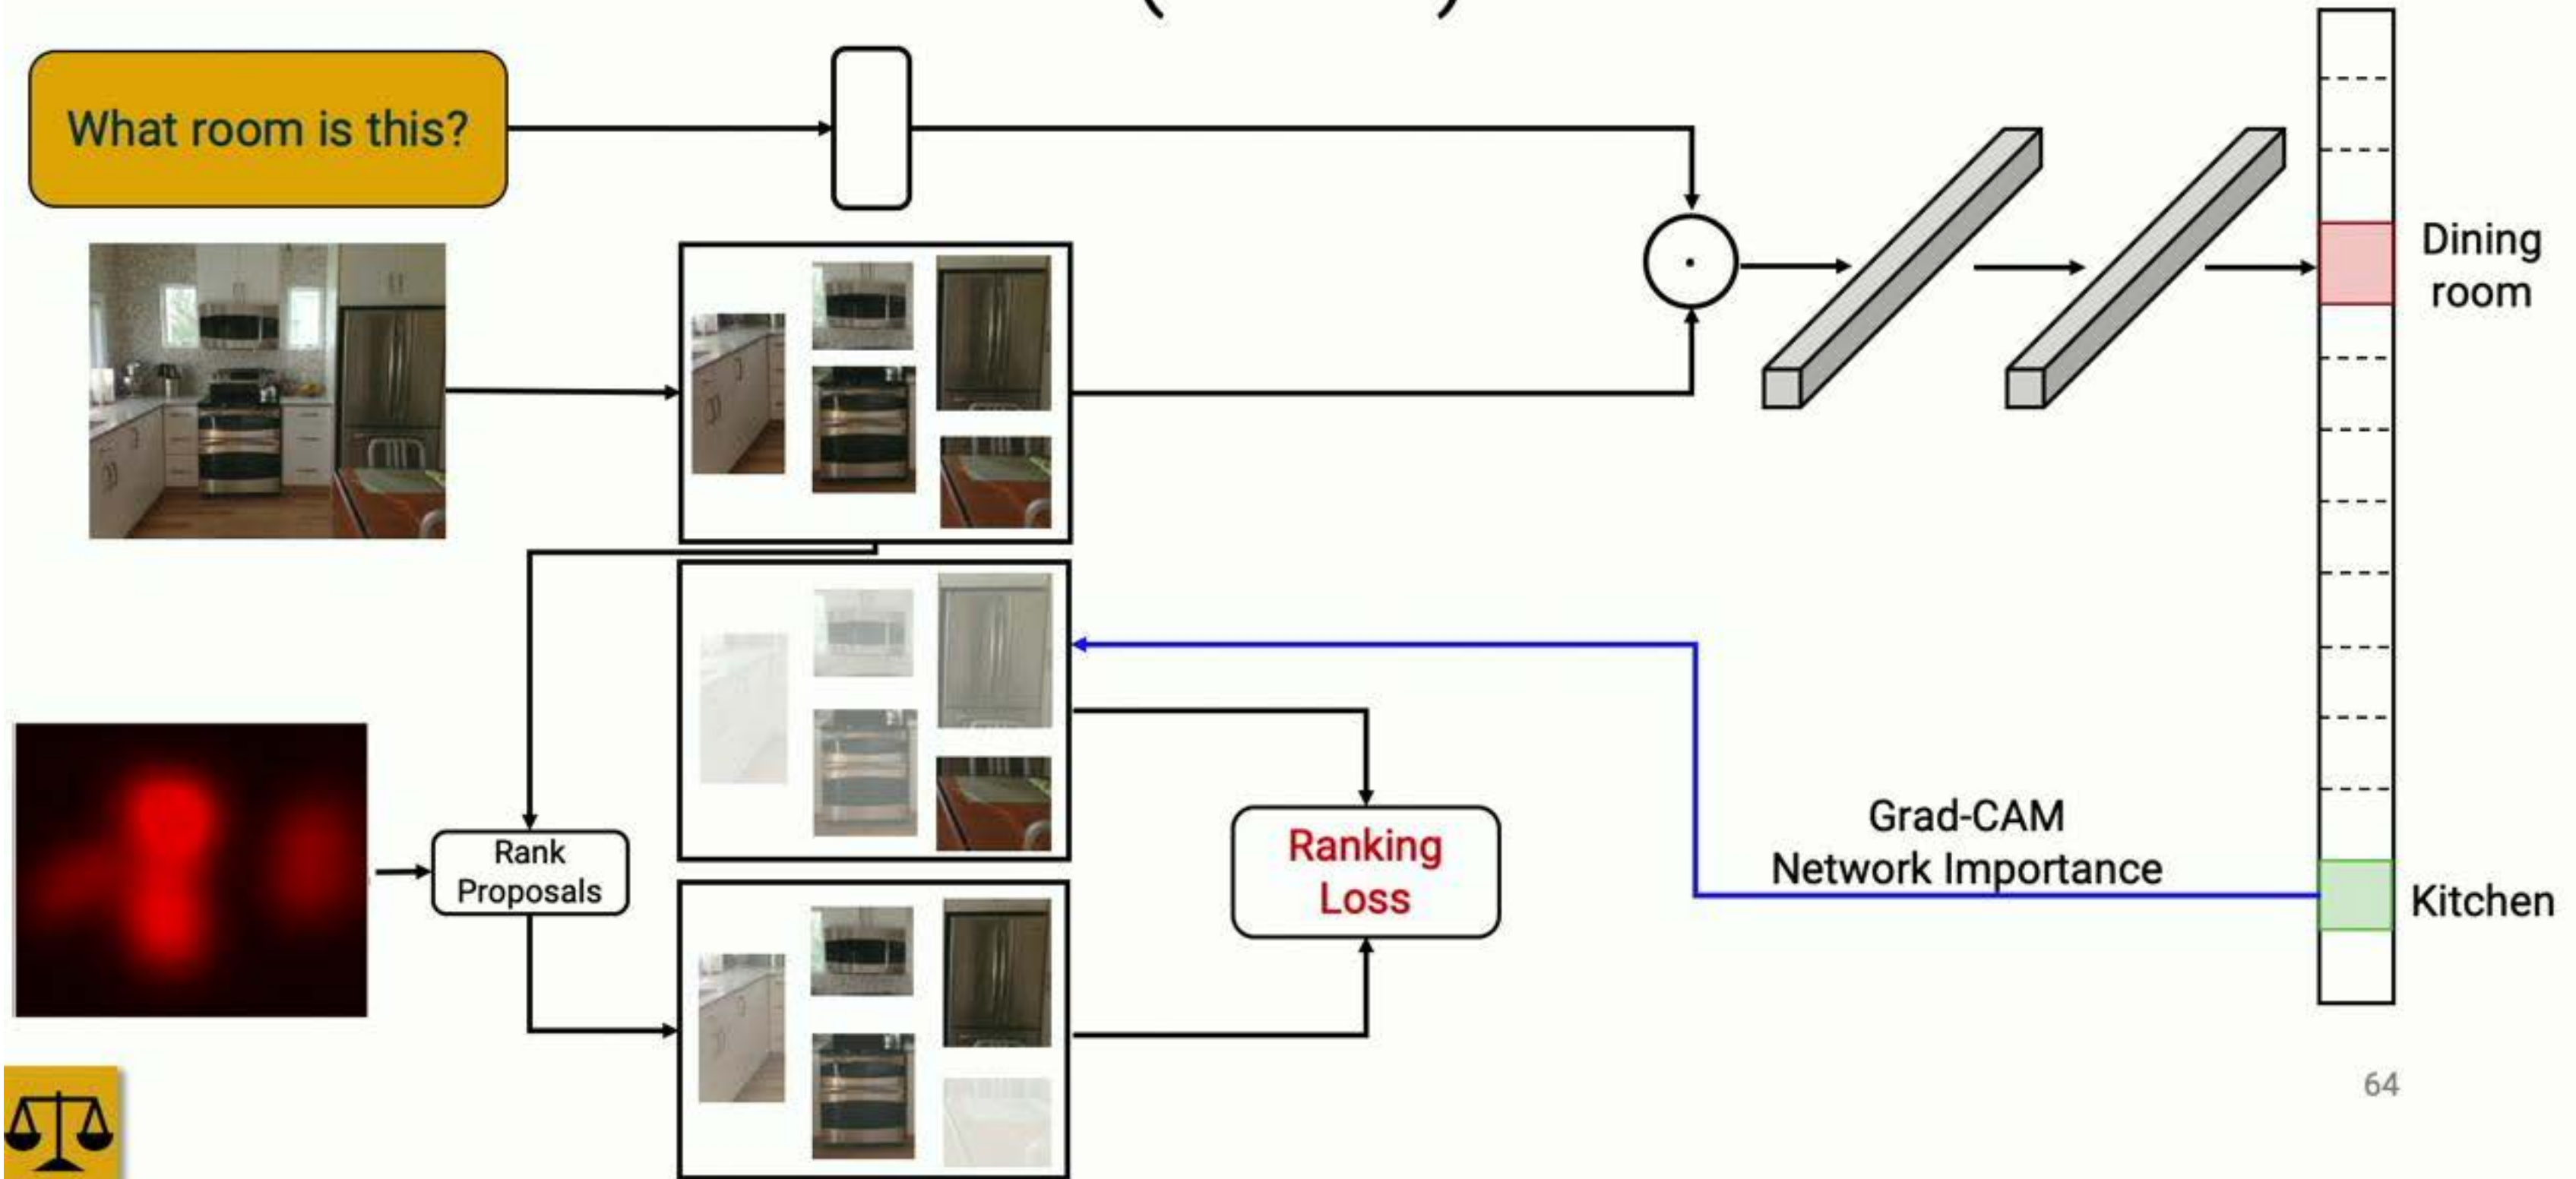 What room is this?
Dining
room
Rank
Proposals
Ranking
Loss
Grad-CAM
Network Importance
Kitchen
64